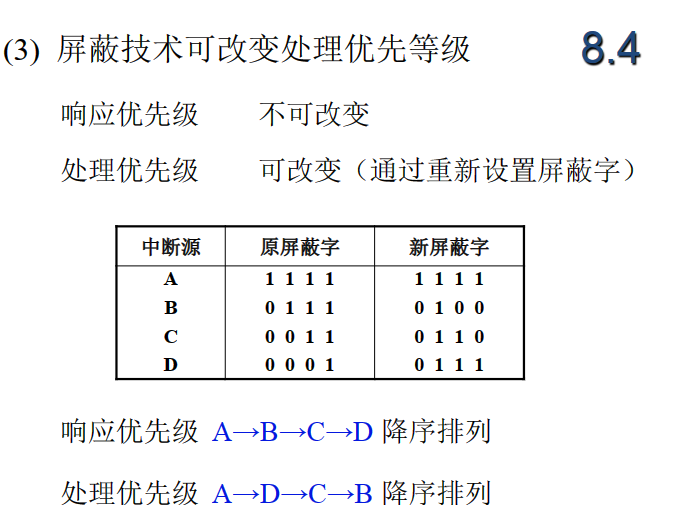 (3) 屏蔽技术可改变处理优先等级 8.4
响应优先级 不可改变
处理优先级 可改变（通过重新设置屏蔽字）
中断源 原屏蔽字 新屏蔽字
A 1 1 1 1 1 1 1 1
B 0 1 1 1 0 1 0 0
C 0 0 1 1 0 1 1 0
D 0 0 0 1 0 1 1 1
响应优先级 A→B→C→D 降序排列
处理优先级 A→D→C→B 降序排列